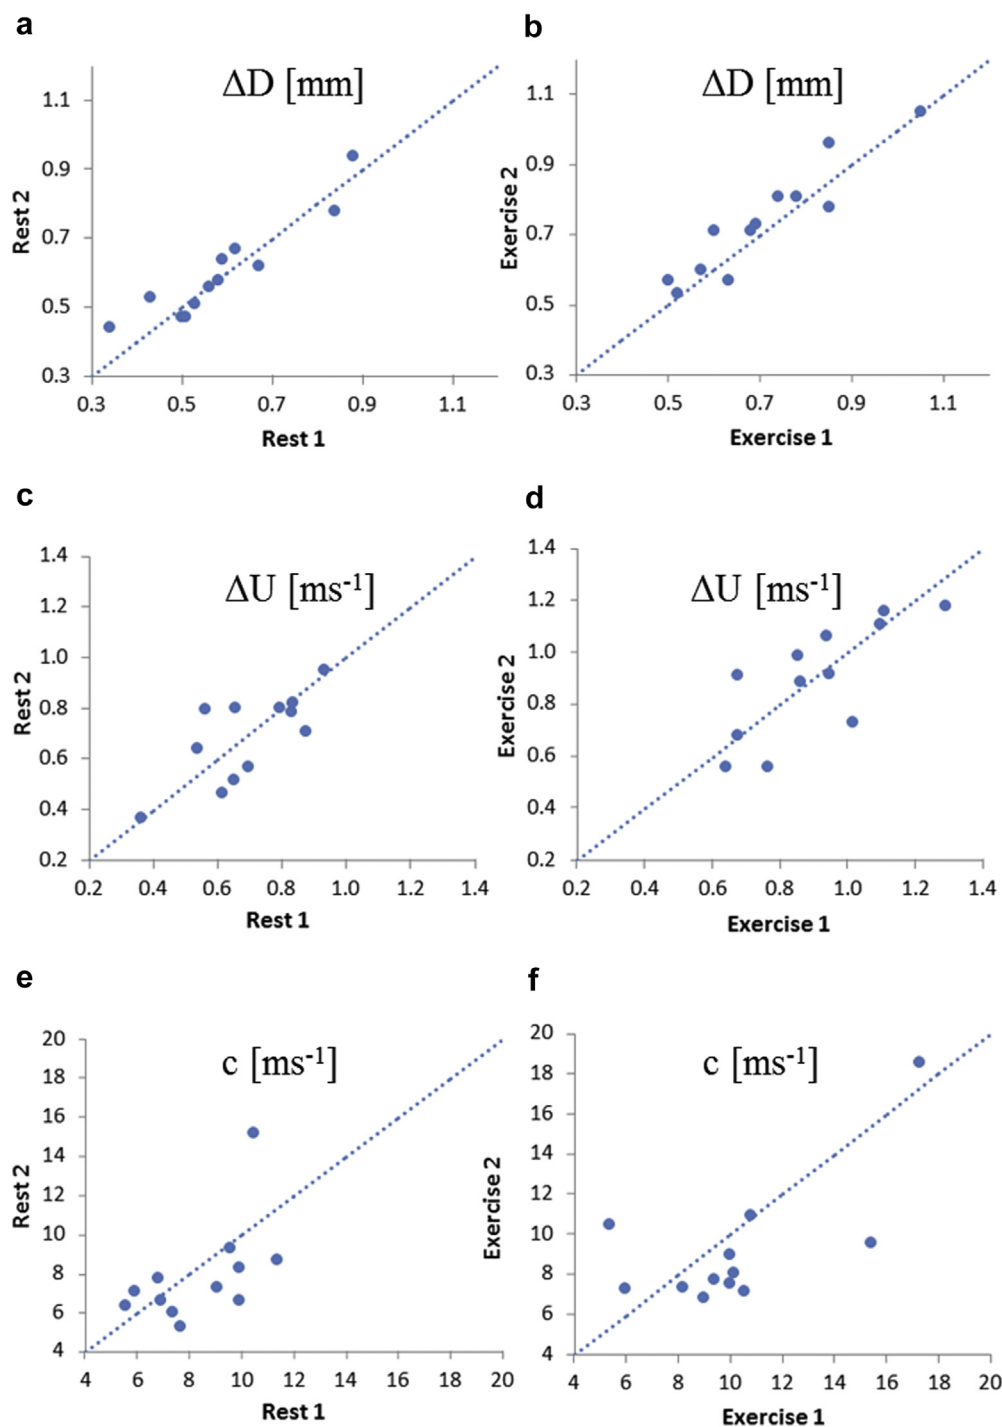 a
b
ΔD [mm]
ΔD [mm]
1.1
0.9
0.7
0.5
0.3
Rest 2
0.3 0.5 0.7 0.9 1.1
Rest 1
1.1
0.9
0.7
0.5
0.3
Exercise 2
0.3 0.5 0.7 0.9 1.1
Exercise 1
c
d
ΔU [ms⁻¹]
ΔU [ms⁻¹]
1.4
1.2
1.0
0.8
0.6
0.4
0.2
Rest 2
0.2 0.4 0.6 0.8 1.0 1.2 1.4
Rest 1
1.4
1.2
1.0
0.8
0.6
0.4
0.2
Exercise 2
0.2 0.4 0.6 0.8 1.0 1.2 1.4
Exercise 1
e
f
c [ms⁻¹]
c [ms⁻¹]
20
18
16
14
12
10
8
6
4
Rest 2
4 6 8 10 12 14 16 18 20
Rest 1
20
18
16
14
12
10
8
6
4
Exercise 2
4 6 8 10 12 14 16 18 20
Exercise 1